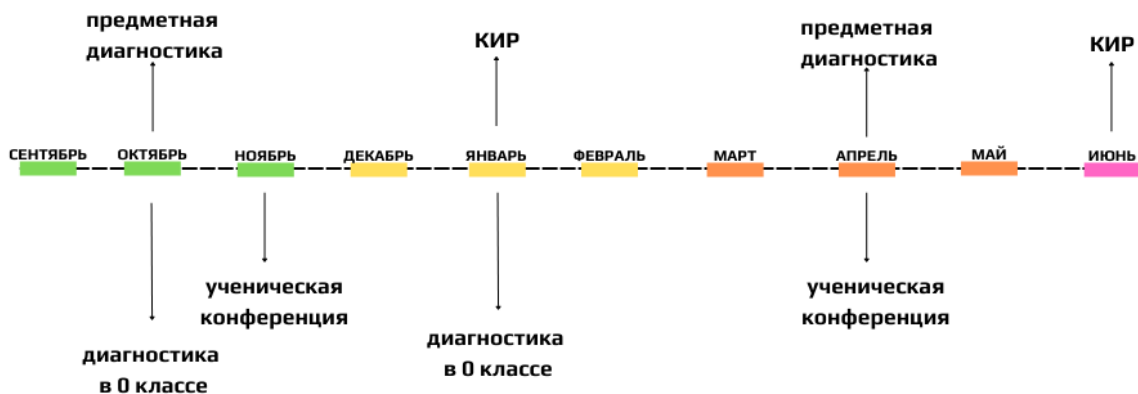 предметная
диагностика
КИР
предметная
диагностика
КИР
СЕНТЯБРЬ
ОКТЯБРЬ
НОЯБРЬ
ДЕКАБРЬ
ЯНВАРЬ
ФЕВРАЛЬ
МАРТ
АПРЕЛЬ
МАЙ
ИЮНЬ
ученическая
конференция
ученическая
конференция
диагностика
в 0 классе
диагностика
в 0 классе